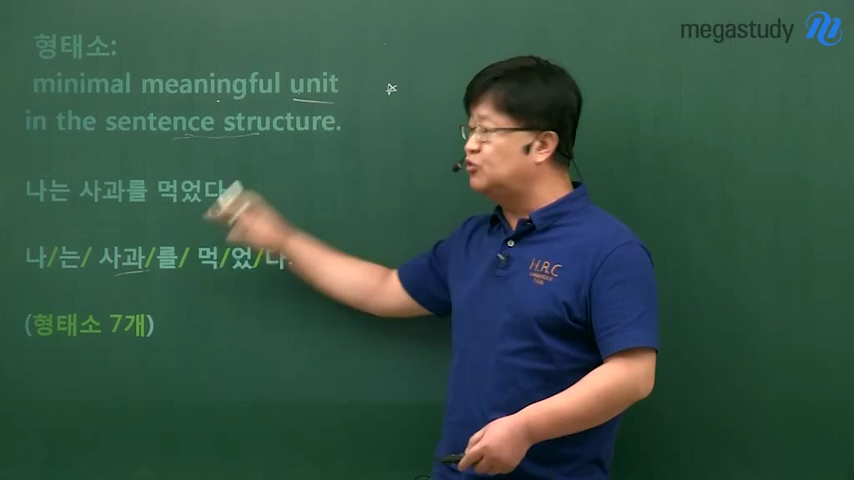 megastudy
형태소:
minimal meaningful unit
in the sentence structure.
나는 사과를 먹었다
나/는/ 사과/를/ 먹/었/다.
(형태소 7개)
H.A.C